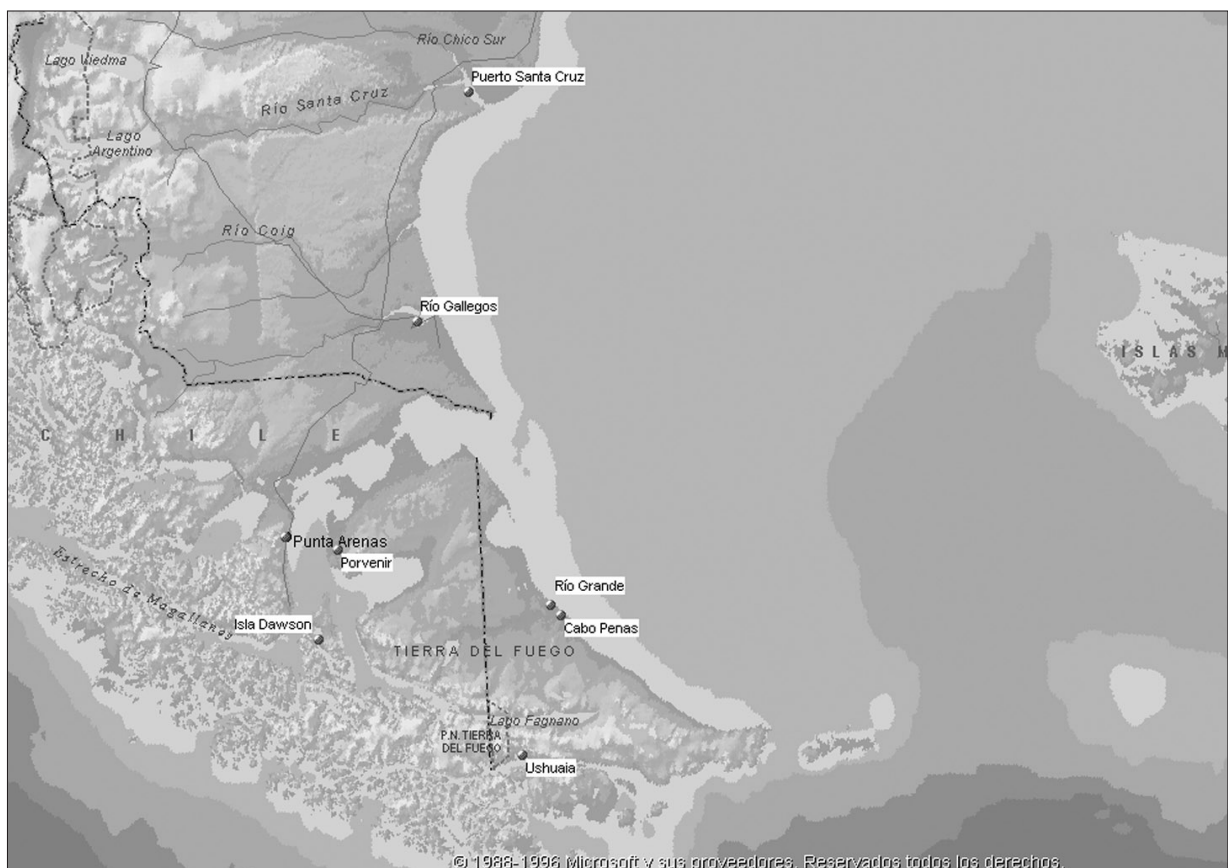 Río Chico Sur
Lago Viedma
Puerto Santa Cruz
Río Santa Cruz
Lago
Argentino
Río Coig
Río Gallegos
ISLAS M
CHILE
Punta Arenas
Porvenir
Estrecho de Magallanes
Río Grande
Isla Dawson
Cabo Penas
TIERRA DEL FUEGO
Lago Fagnano
P.N. TIERRA
DEL FUEGO
Ushuaia
© 1988-1996 Microsoft y sus proveedores. Reservados todos los derechos.